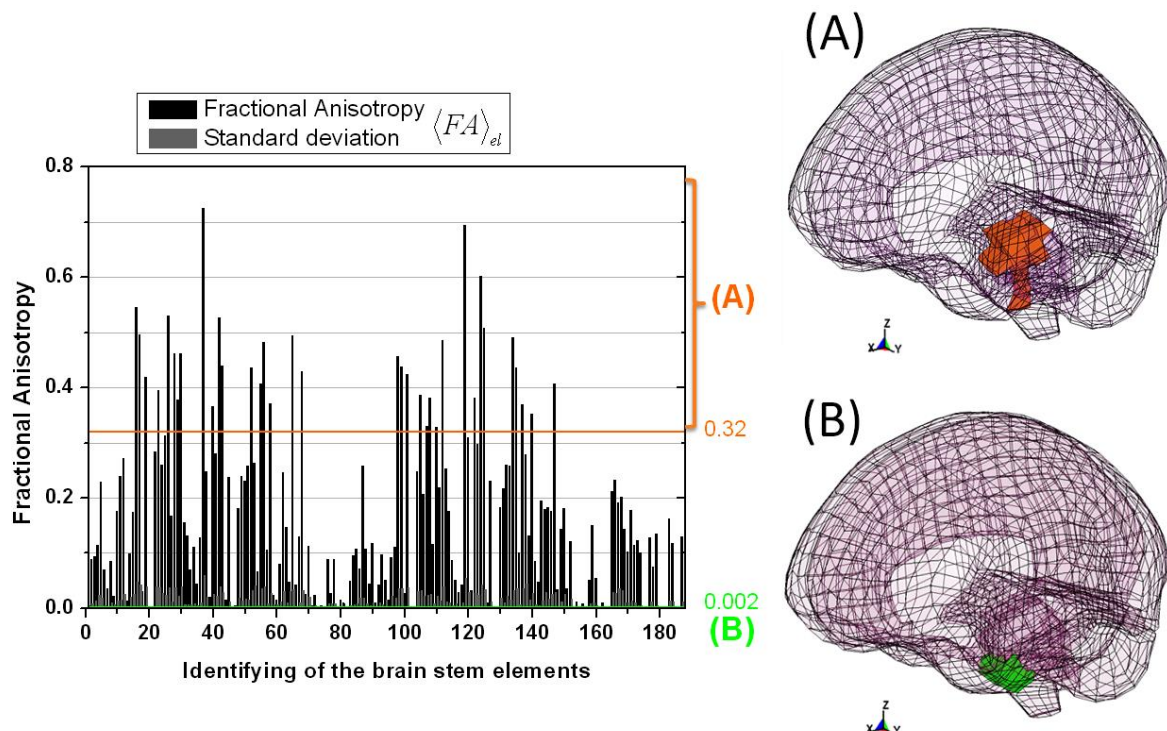 Fractional Anisotropy
Standard deviation
⟨FA⟩el
Fractional Anisotropy
0.8
0.6
0.4
0.2
0.0
0 20 40 60 80 100 120 140 160 180
Identifying of the brain stem elements
(A)
0.32
0.002
(B)
(A)
Z
X Y
(B)
Z
X Y